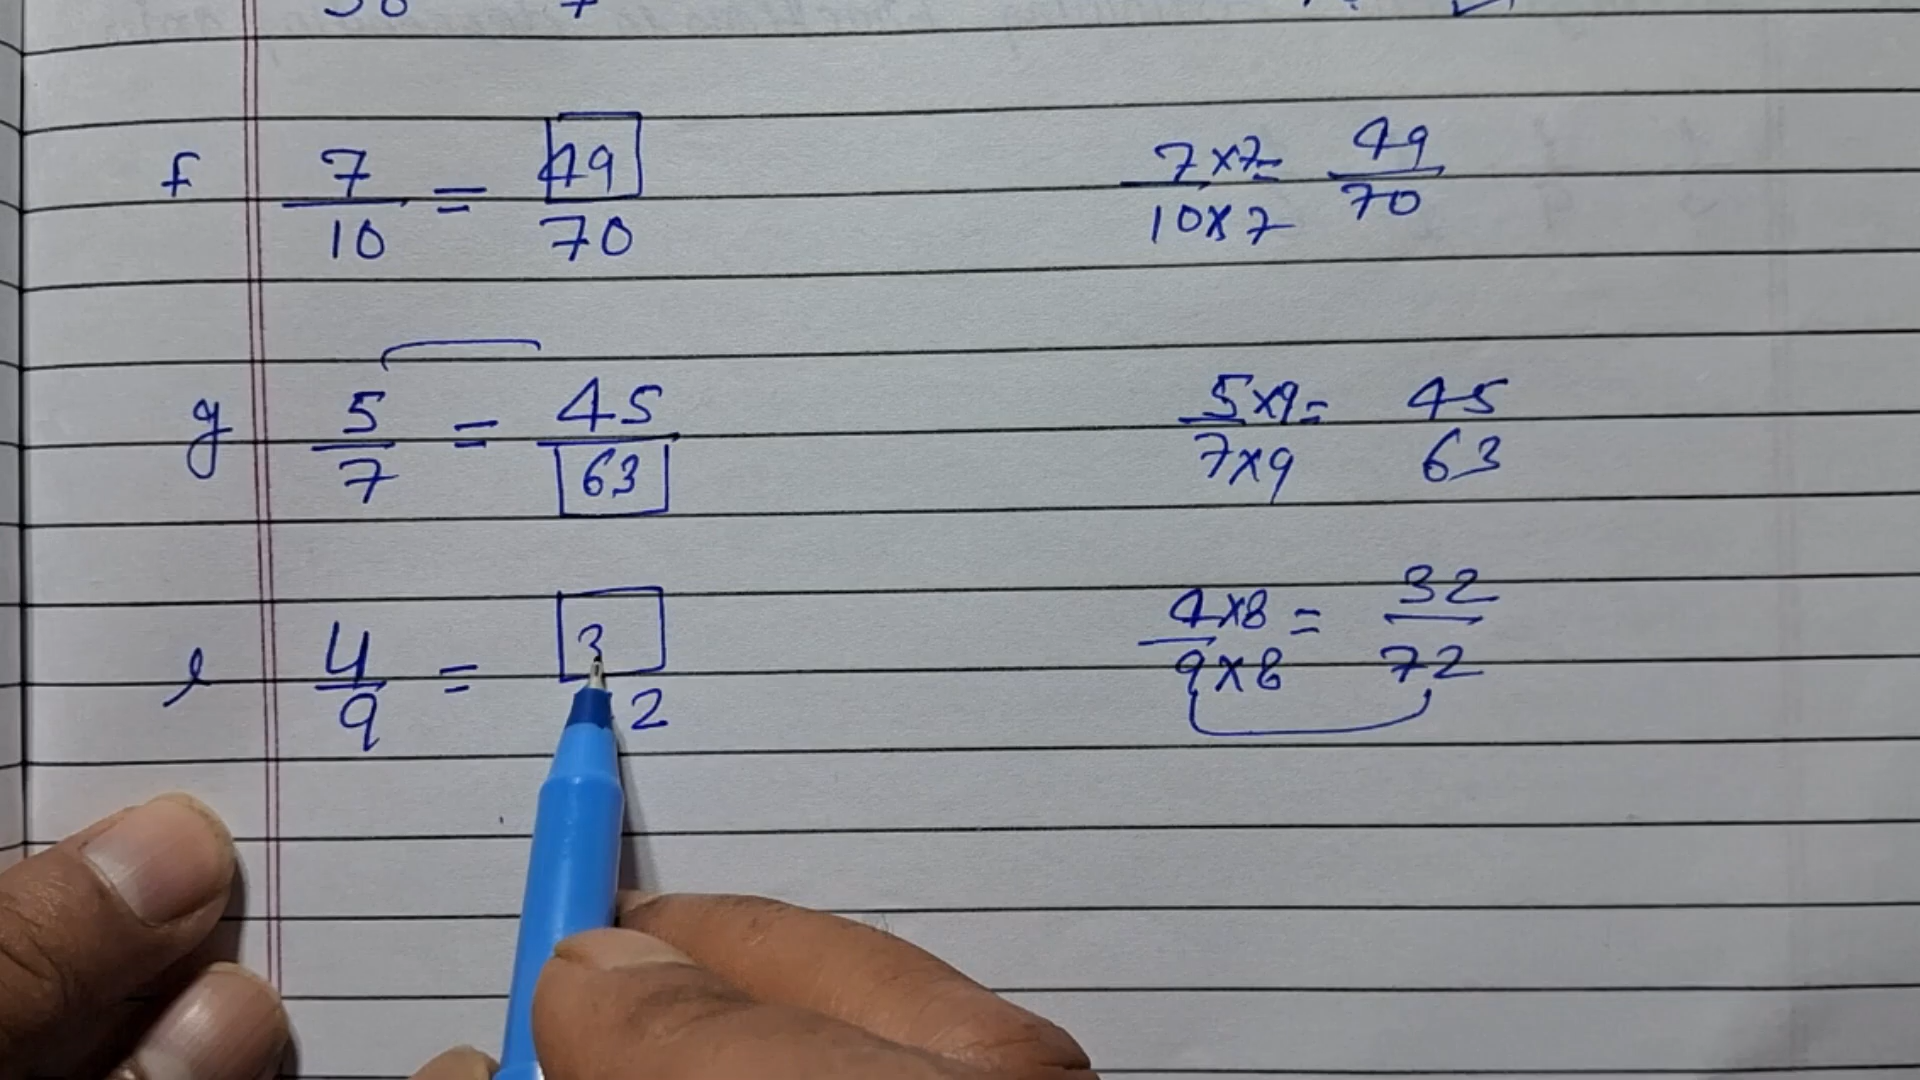 f 7/10 = 49/70 7×7/10×7 = 49/70
g 5/7 = 45/63 5×9/7×9 = 45 63
l 4/9 = 3 2 4×8/9×8 = 32/72